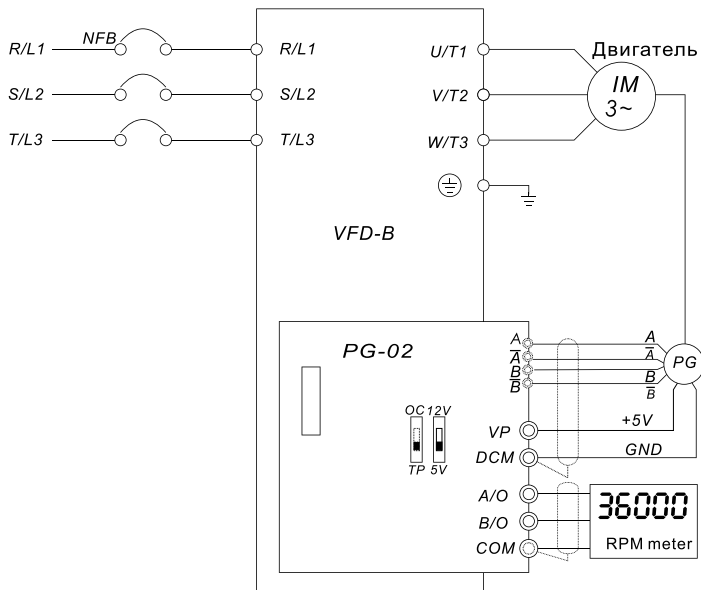 NFB
R/L1 R/L1 U/T1 Двигатель
S/L2 S/L2 V/T2 IM
3~
T/L3 T/L3 W/T3
VFD-B
PG-02
A A
A̅ A̅
B B
B̅ B̅
PG
OC 12V
TP 5V
VP +5V
DCM GND
A/O
B/O
COM
36000
RPM meter